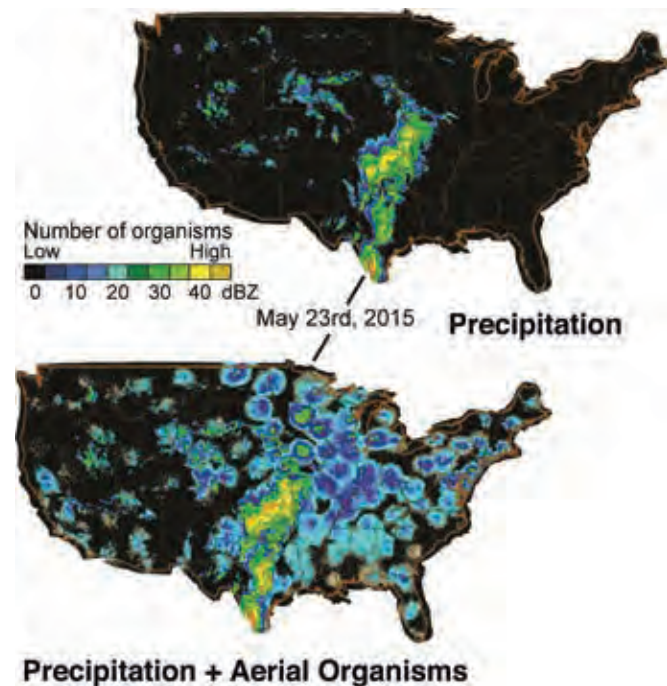 Number of organisms
Low High
0 10 20 30 40 dBZ
May 23rd, 2015
Precipitation
Precipitation + Aerial Organisms